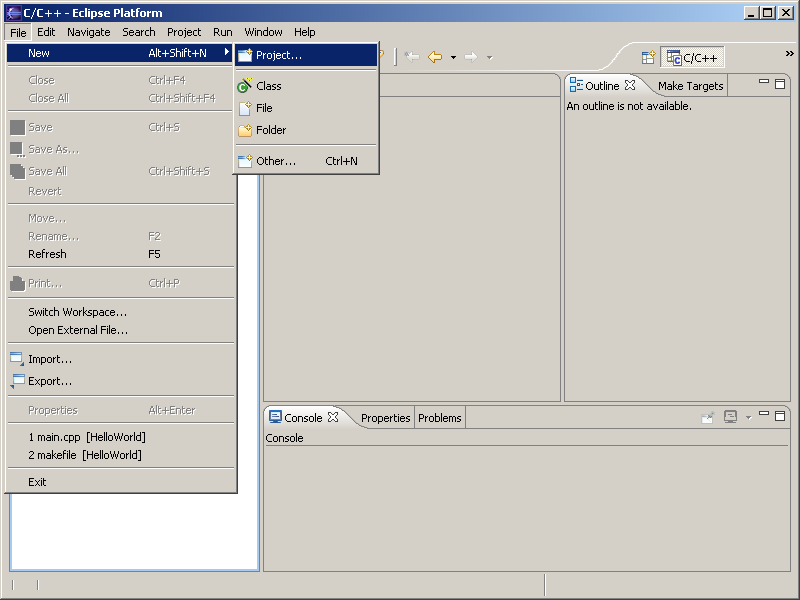 C/C++ - Eclipse Platform
File Edit Navigate Search Project Run Window Help
New Alt+Shift+N
Close Ctrl+F4
Close All Ctrl+Shift+F4
Save Ctrl+S
Save As...
Save All Ctrl+Shift+S
Revert
Move...
Rename... F2
Refresh F5
Print... Ctrl+P
Switch Workspace...
Open External File...
Import...
Export...
Properties Alt+Enter
1 main.cpp [HelloWorld]
2 makefile [HelloWorld]
Exit
Project...
Class
File
Folder
Other... Ctrl+N
C/C++
Outline Make Targets
An outline is not available.
Console Properties Problems
Console